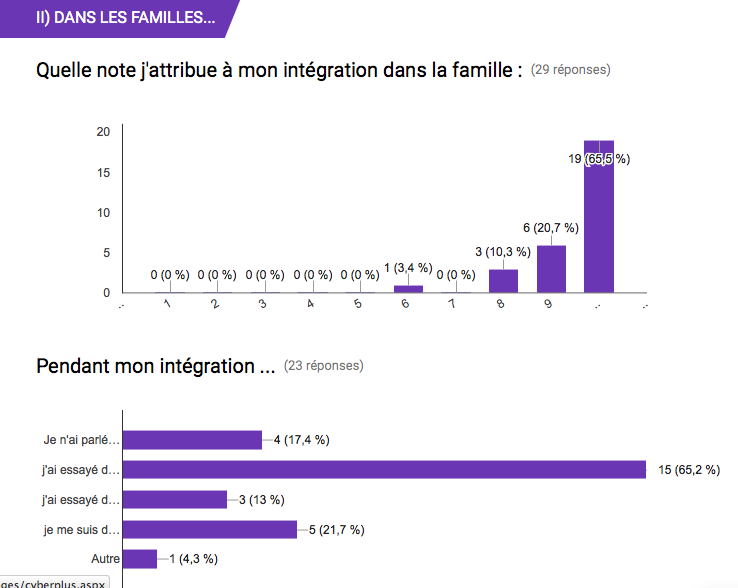 II) DANS LES FAMILLES...
Quelle note j'attribue à mon intégration dans la famille : (29 réponses)
20
15
10
5
0
0 (0 %) 0 (0 %) 0 (0 %) 0 (0 %) 0 (0 %) 1 (3,4 %) 0 (0 %) 3 (10,3 %) 6 (20,7 %) 19 (65,5 %)
.. 1 2 3 4 5 6 7 8 9 .. ..
Pendant mon intégration ... (23 réponses)
Je n'ai parlé… 4 (17,4 %)
j'ai essayé d… 15 (65,2 %)
j'ai essayé d… 3 (13 %)
je me suis d… 5 (21,7 %)
Autre 1 (4,3 %)
ges/cyberplus.aspx